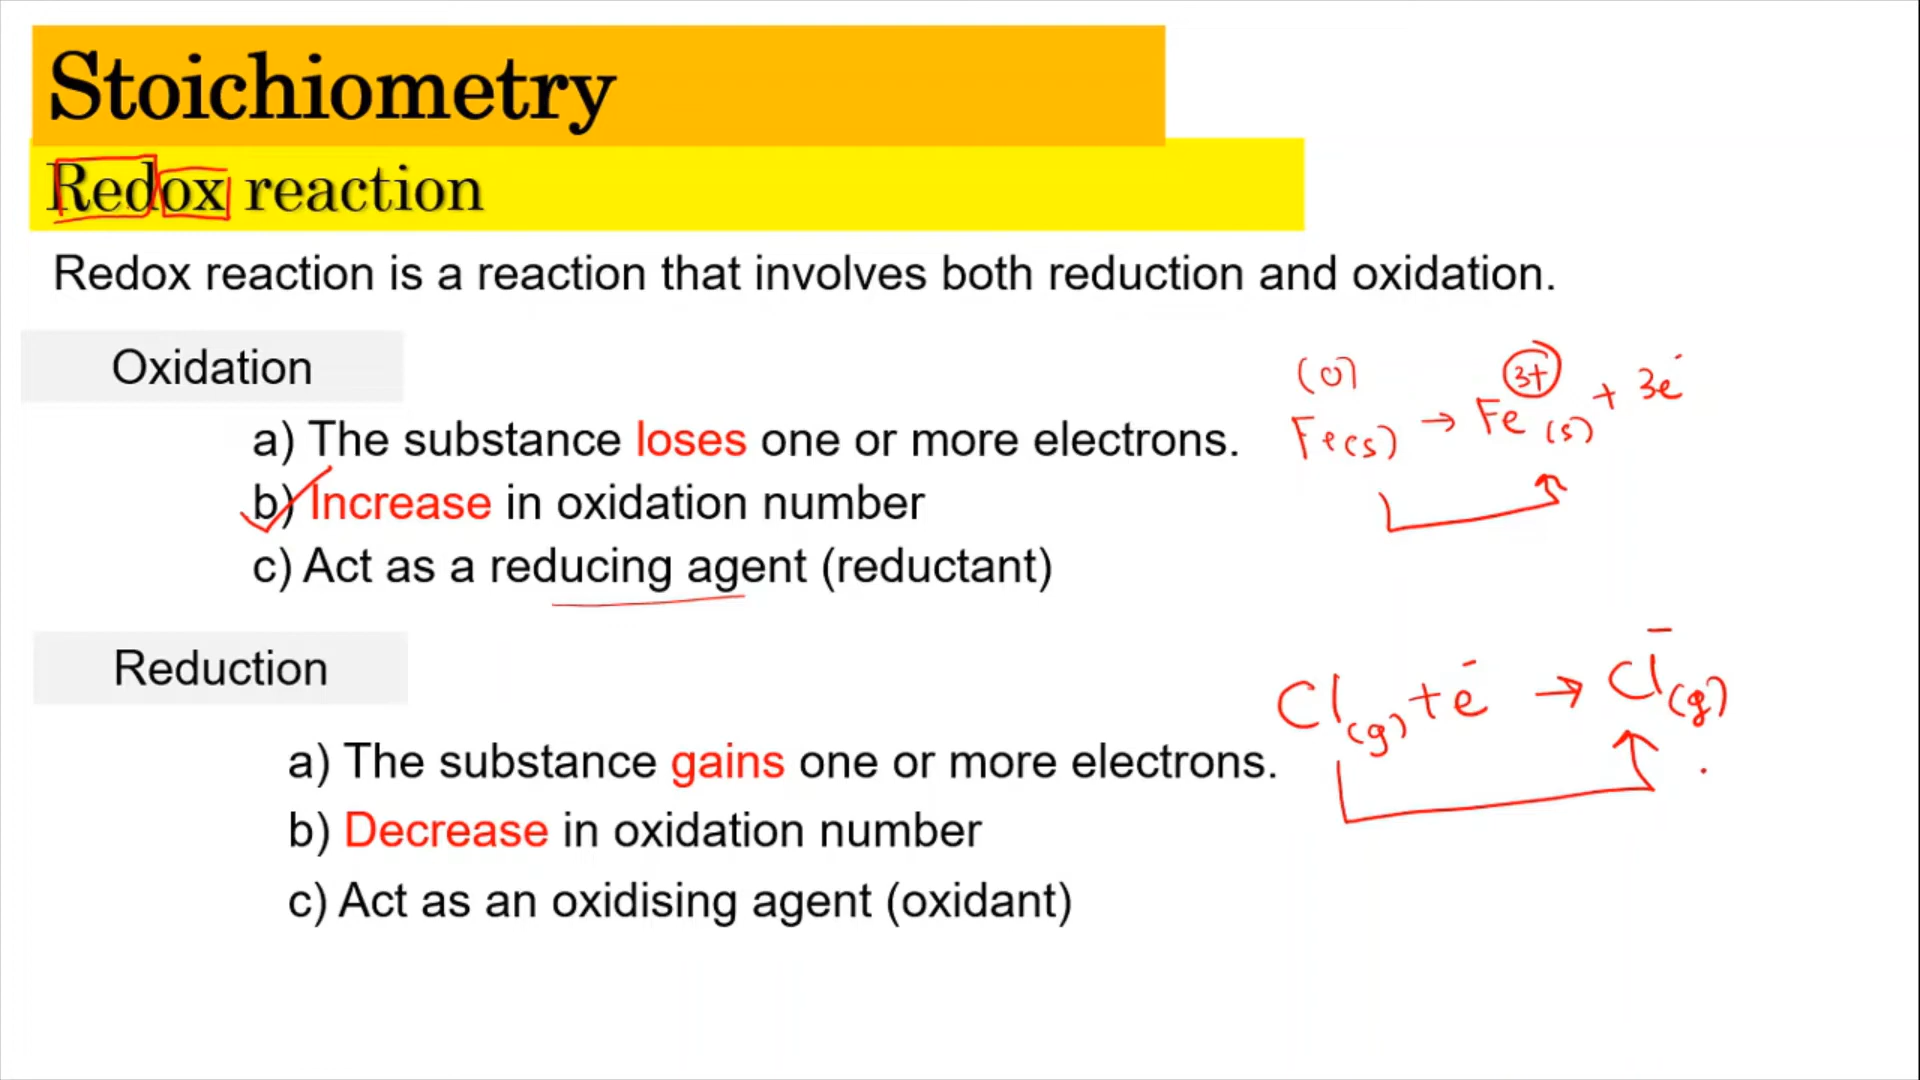 Stoichiometry
Redox reaction
Redox reaction is a reaction that involves both reduction and oxidation.
Oxidation
a) The substance loses one or more electrons.
b) Increase in oxidation number
c) Act as a reducing agent (reductant)
(0)
Fe(s) → Fe³⁺(s) + 3e⁻
Reduction
a) The substance gains one or more electrons.
b) Decrease in oxidation number
c) Act as an oxidising agent (oxidant)
Cl(g) + e⁻ → Cl⁻(g)